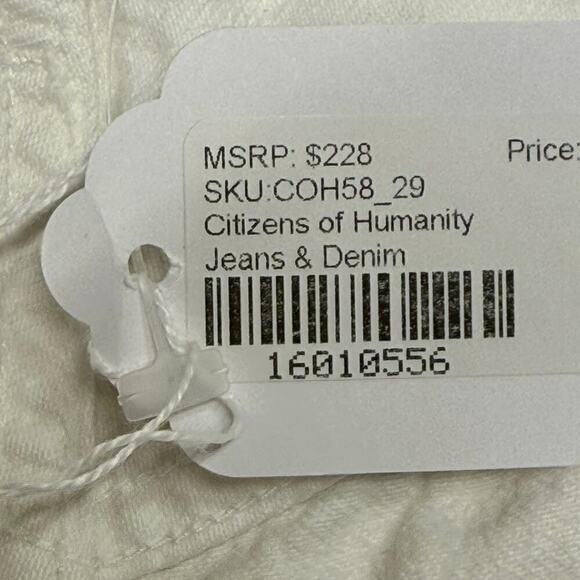 MSRP: $228 Price:
SKU:COH58_29
Citizens of Humanity
Jeans & Denim
16010556